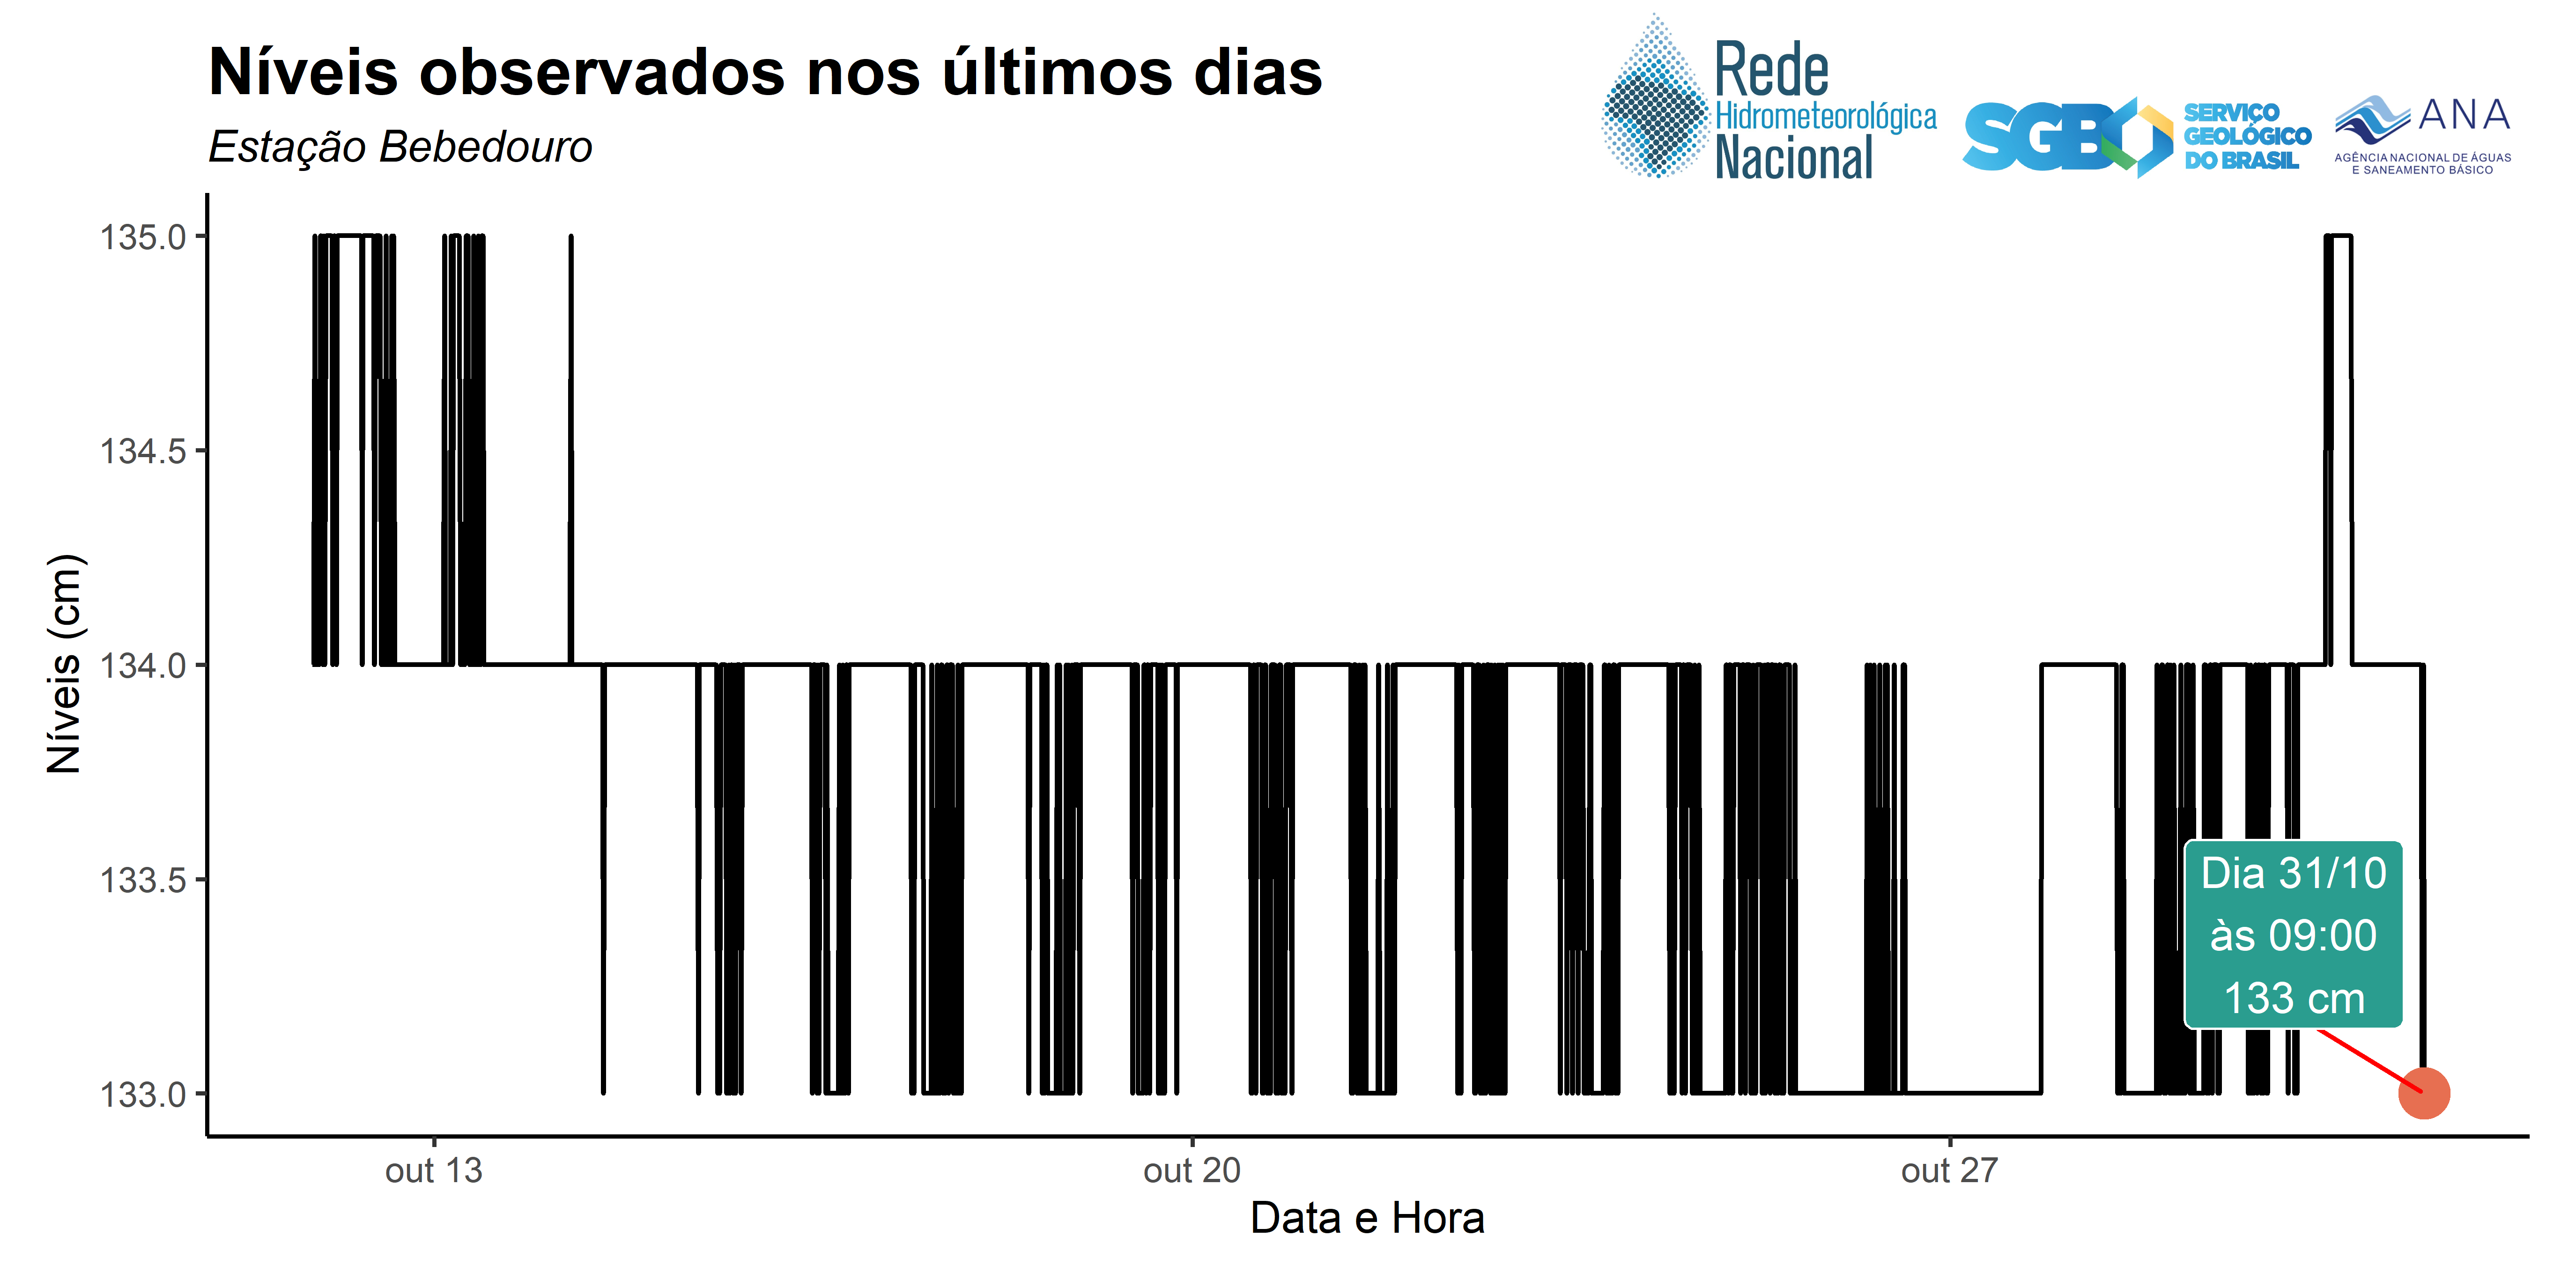 Níveis observados nos últimos dias
Estação Bebedouro
Rede
Hidrometeorológica
Nacional
SGB
SERVIÇO
GEOLÓGICO
DO BRASIL
ANA
AGÊNCIA NACIONAL DE ÁGUAS
E SANEAMENTO BÁSICO
Níveis (cm)
135.0
134.5
134.0
133.5
133.0
Dia 31/10
às 09:00
133 cm
out 13
out 20
out 27
Data e Hora